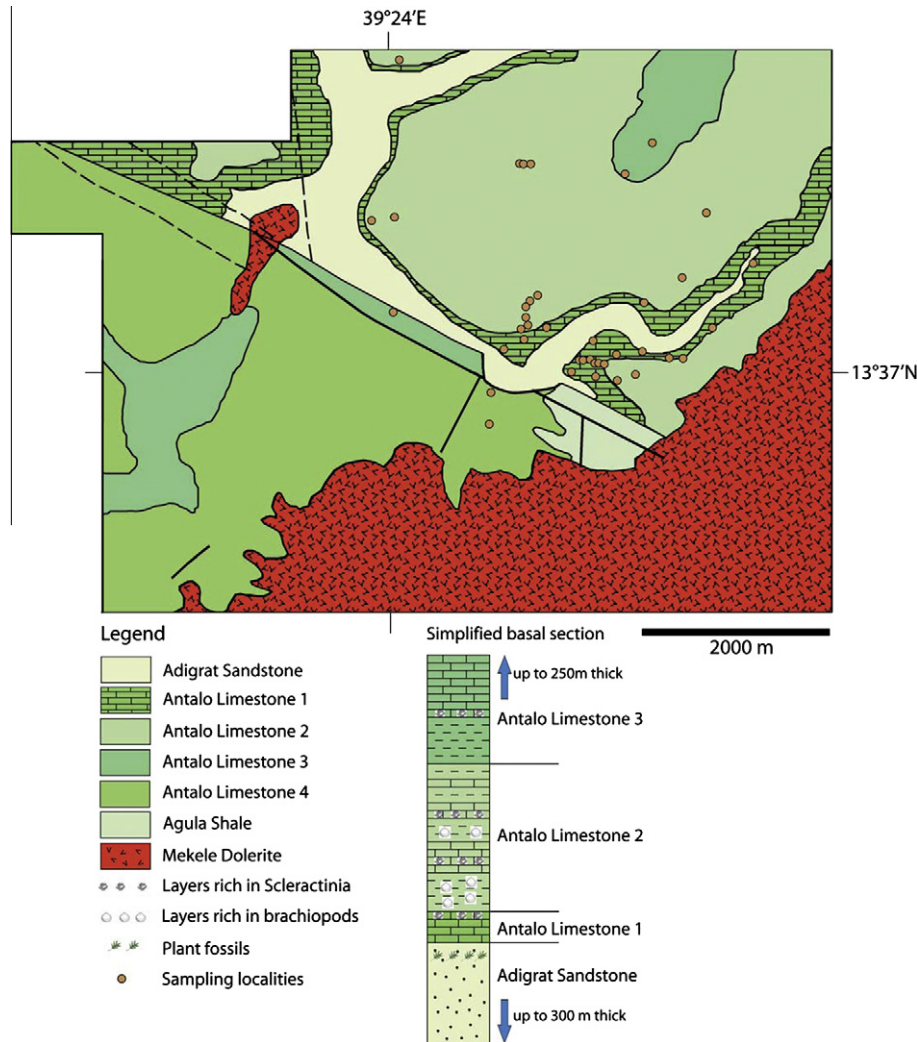 39°24'E
13°37'N
2000 m
Legend
Adigrat Sandstone
Antalo Limestone 1
Antalo Limestone 2
Antalo Limestone 3
Antalo Limestone 4
Agula Shale
Mekele Dolerite
Layers rich in Scleractinia
Layers rich in brachiopods
Plant fossils
Sampling localities
Simplified basal section
up to 250m thick
Antalo Limestone 3
Antalo Limestone 2
Antalo Limestone 1
Adigrat Sandstone
up to 300 m thick